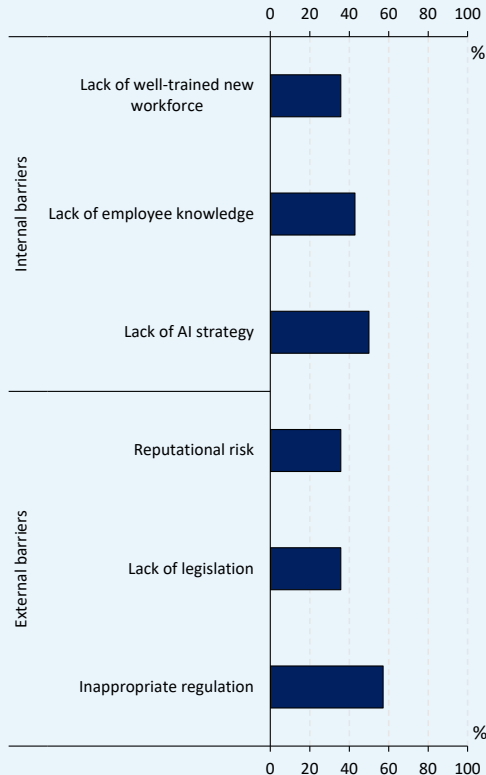 0 20 40 60 80 100
%
Internal barriers
Lack of well-trained new
workforce
Lack of employee knowledge
Lack of AI strategy
External barriers
Reputational risk
Lack of legislation
Inappropriate regulation
%
0 20 40 60 80 100